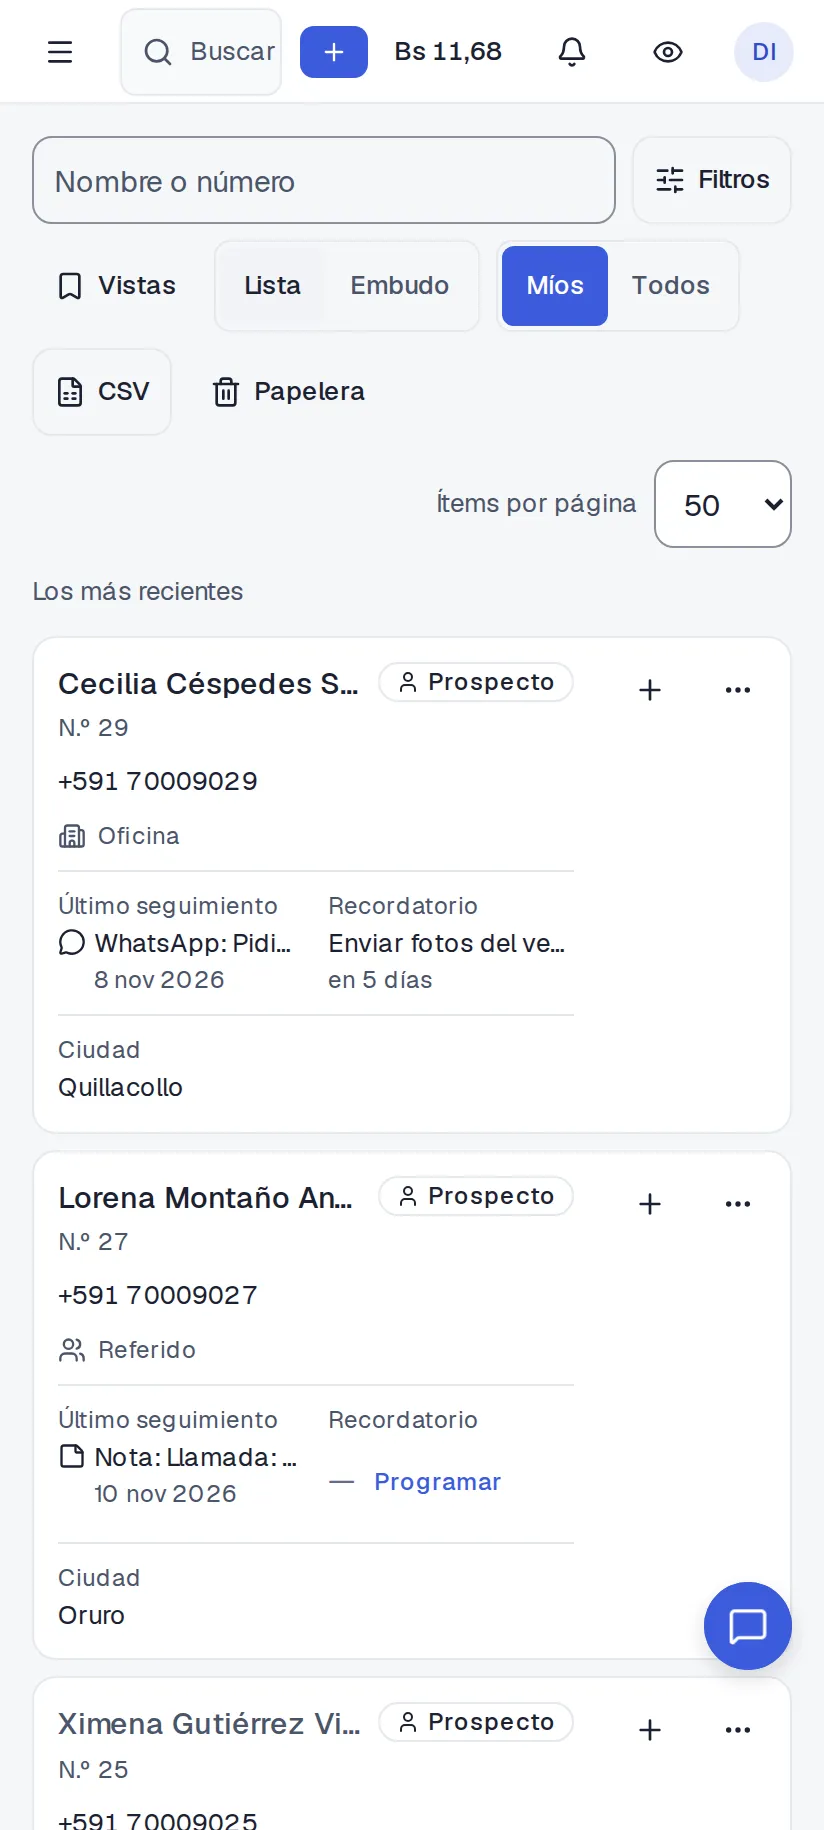 Buscar
Bs 11,68
DI
Nombre o número
Filtros
Vistas
Lista
Embudo
Míos
Todos
CSV
Papelera
Ítems por página
50
Los más recientes
Cecilia Céspedes S...
Prospecto
N.º 29
+591 70009029
Oficina
Último seguimiento
Recordatorio
WhatsApp: Pidi...
Enviar fotos del ve...
8 nov 2026
en 5 días
Ciudad
Quillacollo
Lorena Montaño An...
Prospecto
N.º 27
+591 70009027
Referido
Último seguimiento
Recordatorio
Nota: Llamada: ...
— Programar
10 nov 2026
Ciudad
Oruro
Ximena Gutiérrez Vi...
Prospecto
N.º 25
+591 70009025